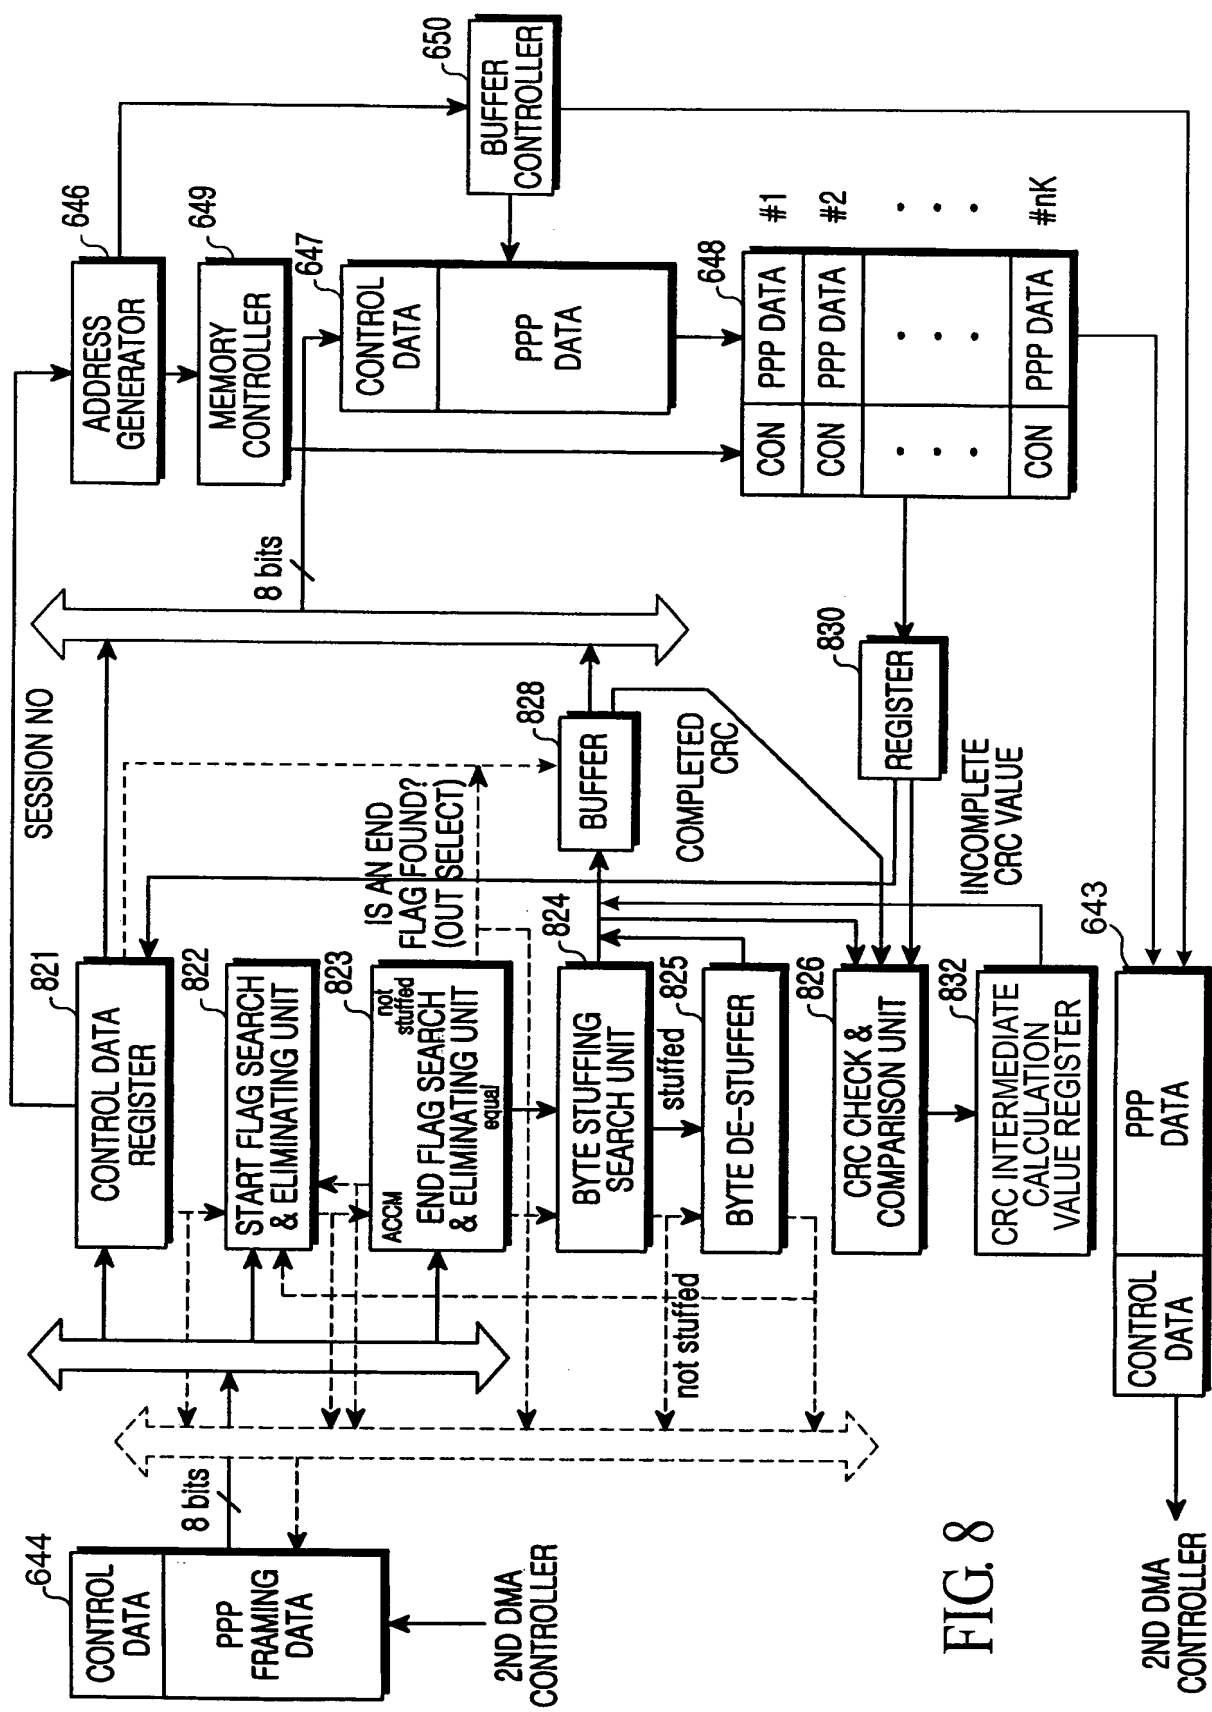 644
CONTROL
DATA
PPP
FRAMING
DATA
2ND DMA
CONTROLLER
8 bits
SESSION NO
821
CONTROL DATA
REGISTER
822
START FLAG SEARCH
& ELIMINATING UNIT
823
ACCM
not
stuffed
END FLAG SEARCH
& ELIMINATING UNIT
equal
IS AN END
FLAG FOUND?
(OUT SELECT)
824
BYTE STUFFING
SEARCH UNIT
stuffed
not stuffed
825
BYTE DE-STUFFER
826
CRC CHECK &
COMPARISON UNIT
832
CRC INTERMEDIATE
CALCULATION
VALUE REGISTER
828
BUFFER
COMPLETED
CRC
830
REGISTER
INCOMPLETE
CRC VALUE
8 bits
646
ADDRESS
GENERATOR
649
MEMORY
CONTROLLER
647
CONTROL
DATA
PPP
DATA
650
BUFFER
CONTROLLER
648
CON PPP DATA #1
CON PPP DATA #2
CON PPP DATA #nK
643
CONTROL
DATA
PPP
DATA
2ND DMA
CONTROLLER
FIG. 8